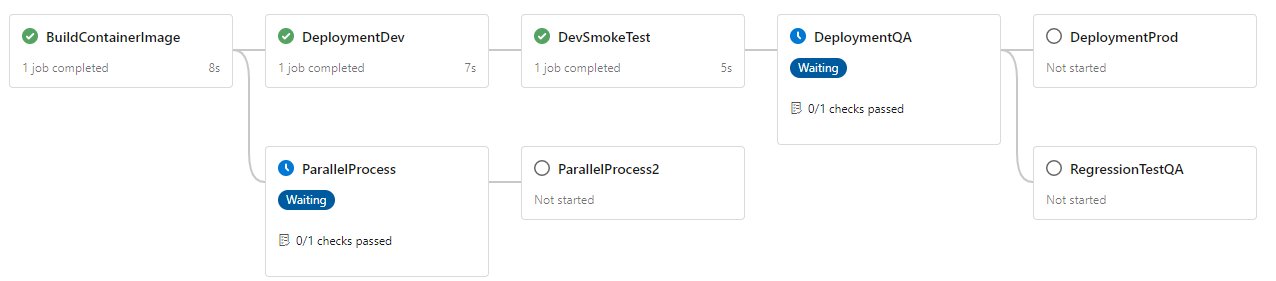 BuildContainerImage
1 job completed 8s
DeploymentDev
1 job completed 7s
DevSmokeTest
1 job completed 5s
DeploymentQA
Waiting
0/1 checks passed
DeploymentProd
Not started
ParallelProcess
Waiting
0/1 checks passed
ParallelProcess2
Not started
RegressionTestQA
Not started